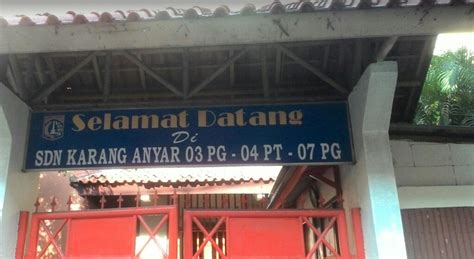 Selamat Datang
Di
SDN KARANG ANYAR 03 PG - 04 PT - 07 PG